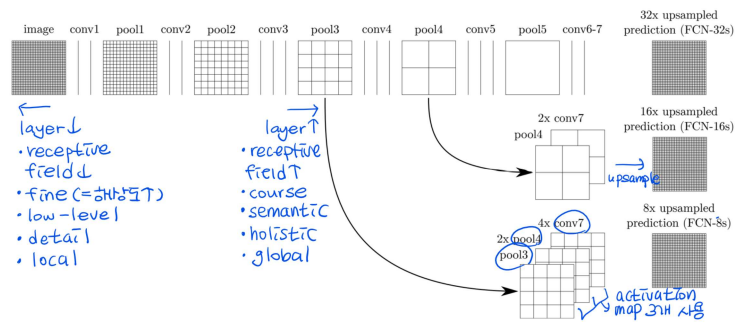 image conv1 pool1 conv2 pool2 conv3 pool3 conv4 pool4 conv5 pool5 conv6-7
32x upsampled
prediction (FCN-32s)
←
layer↓
• receptive
field↓
• fine (=해상도↑)
• low-level
• detail
• local
→
layer↑
• receptive
field↑
• course
• semantic
• holistic
• global
2x conv7
pool4
→
upsample
16x upsampled
prediction (FCN-16s)
4x conv7
2x pool4
pool3
8x upsampled
prediction (FCN-8s)
activation
map 3개 사용